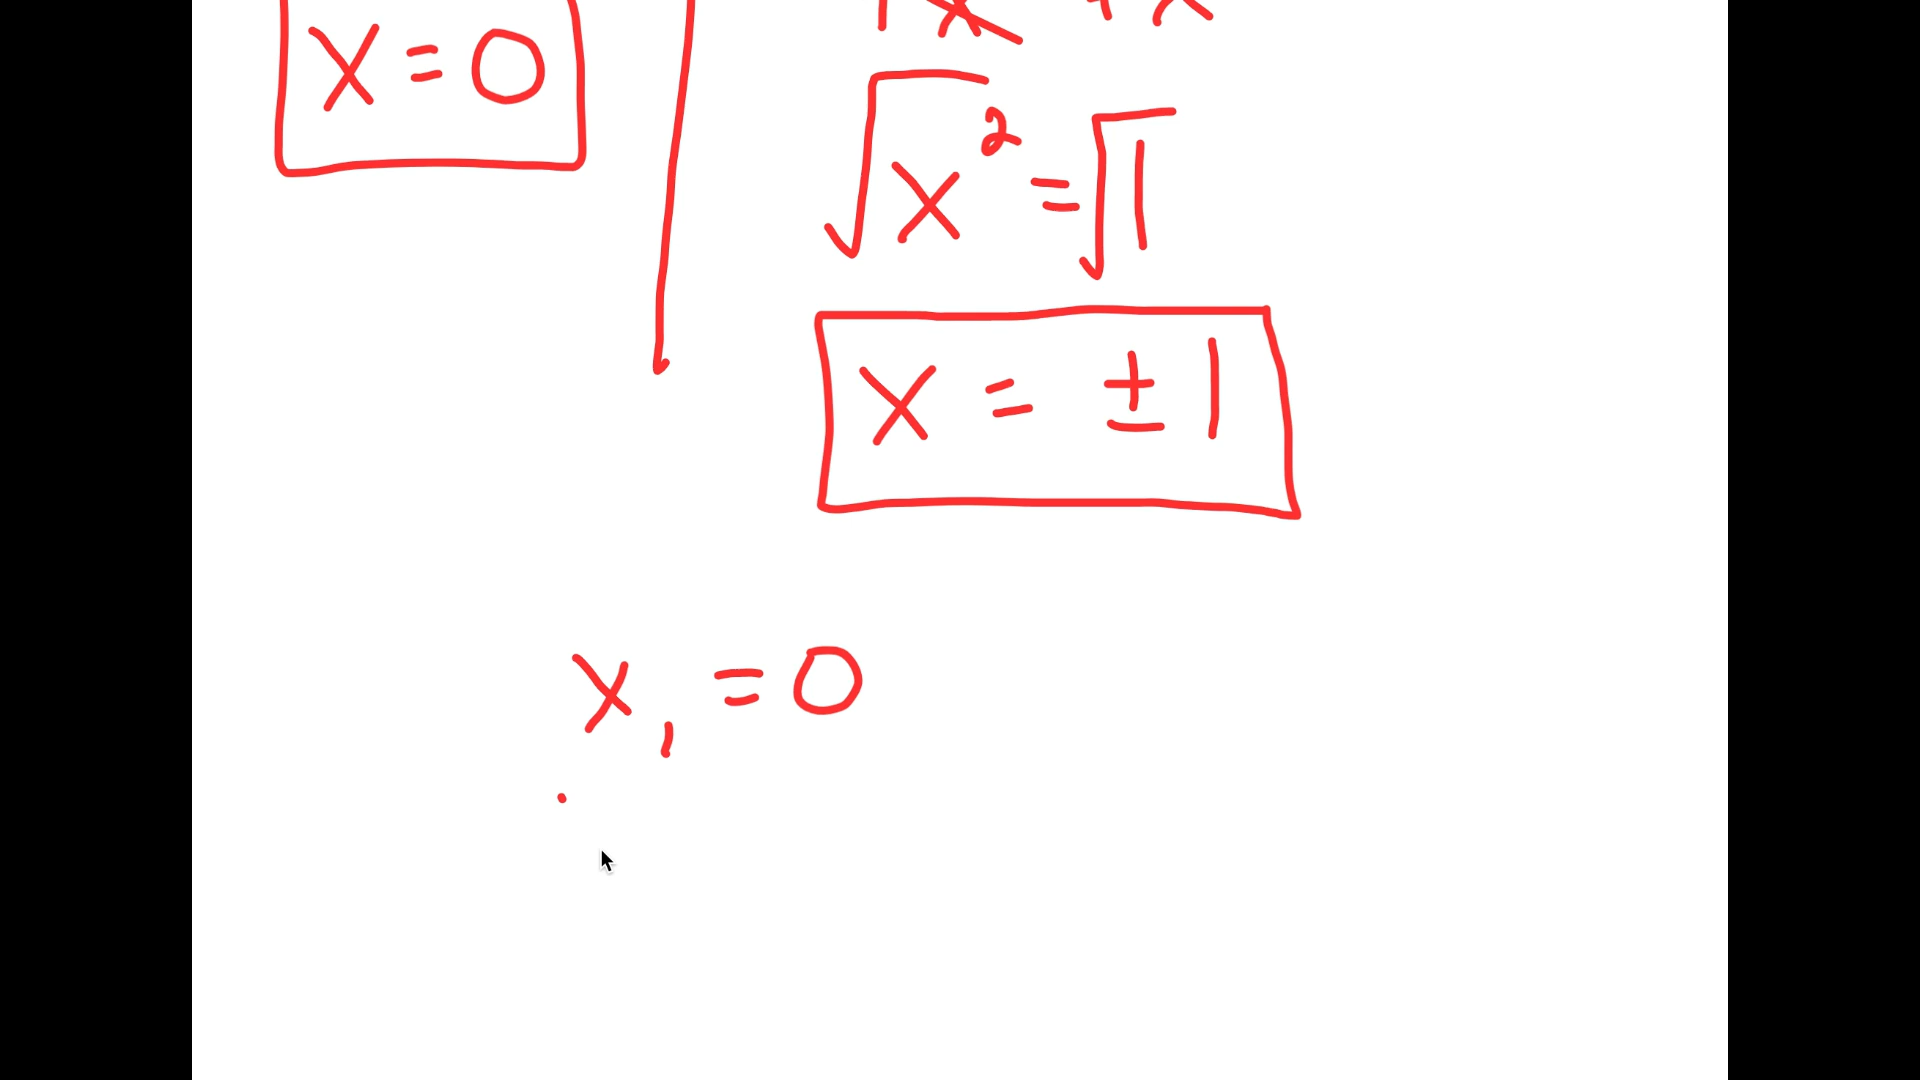 x = 0
√x² = √1
x = ± 1
x₁ = 0